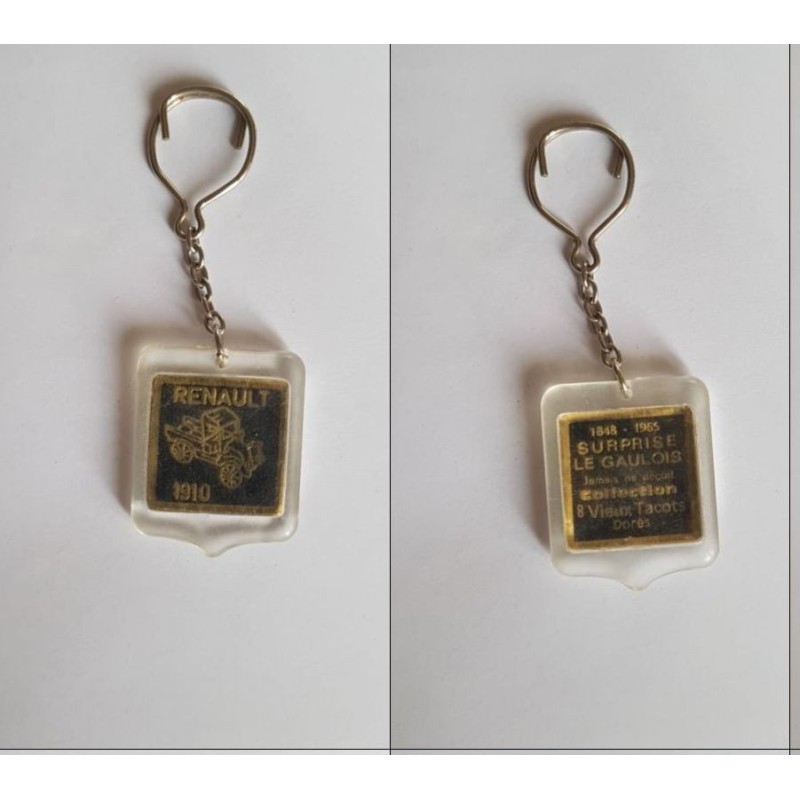 RENAULT
1910
1848 - 1965
SURPRISE
LE GAULOIS
Jamais ne déçoit
Collection
8 Vieux Tacots
Dorés